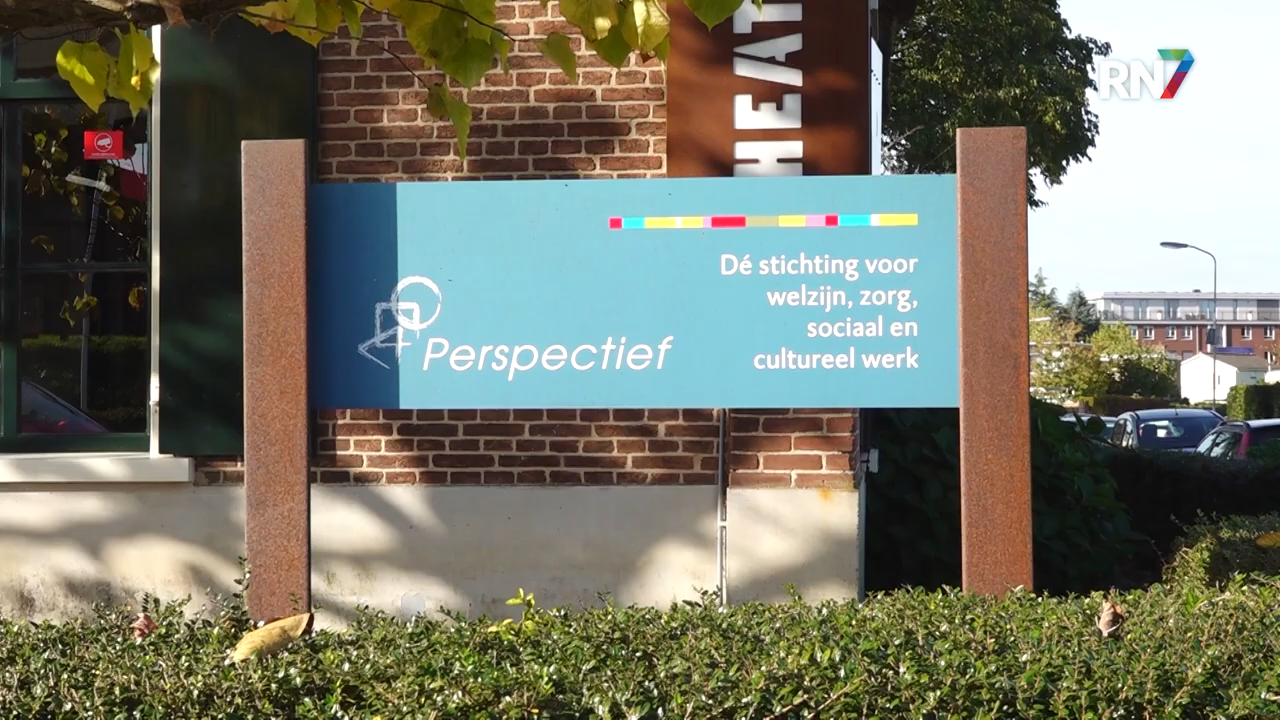 HEAT
RN7
Dé stichting voor
welzijn, zorg,
sociaal en
cultureel werk
Perspectief